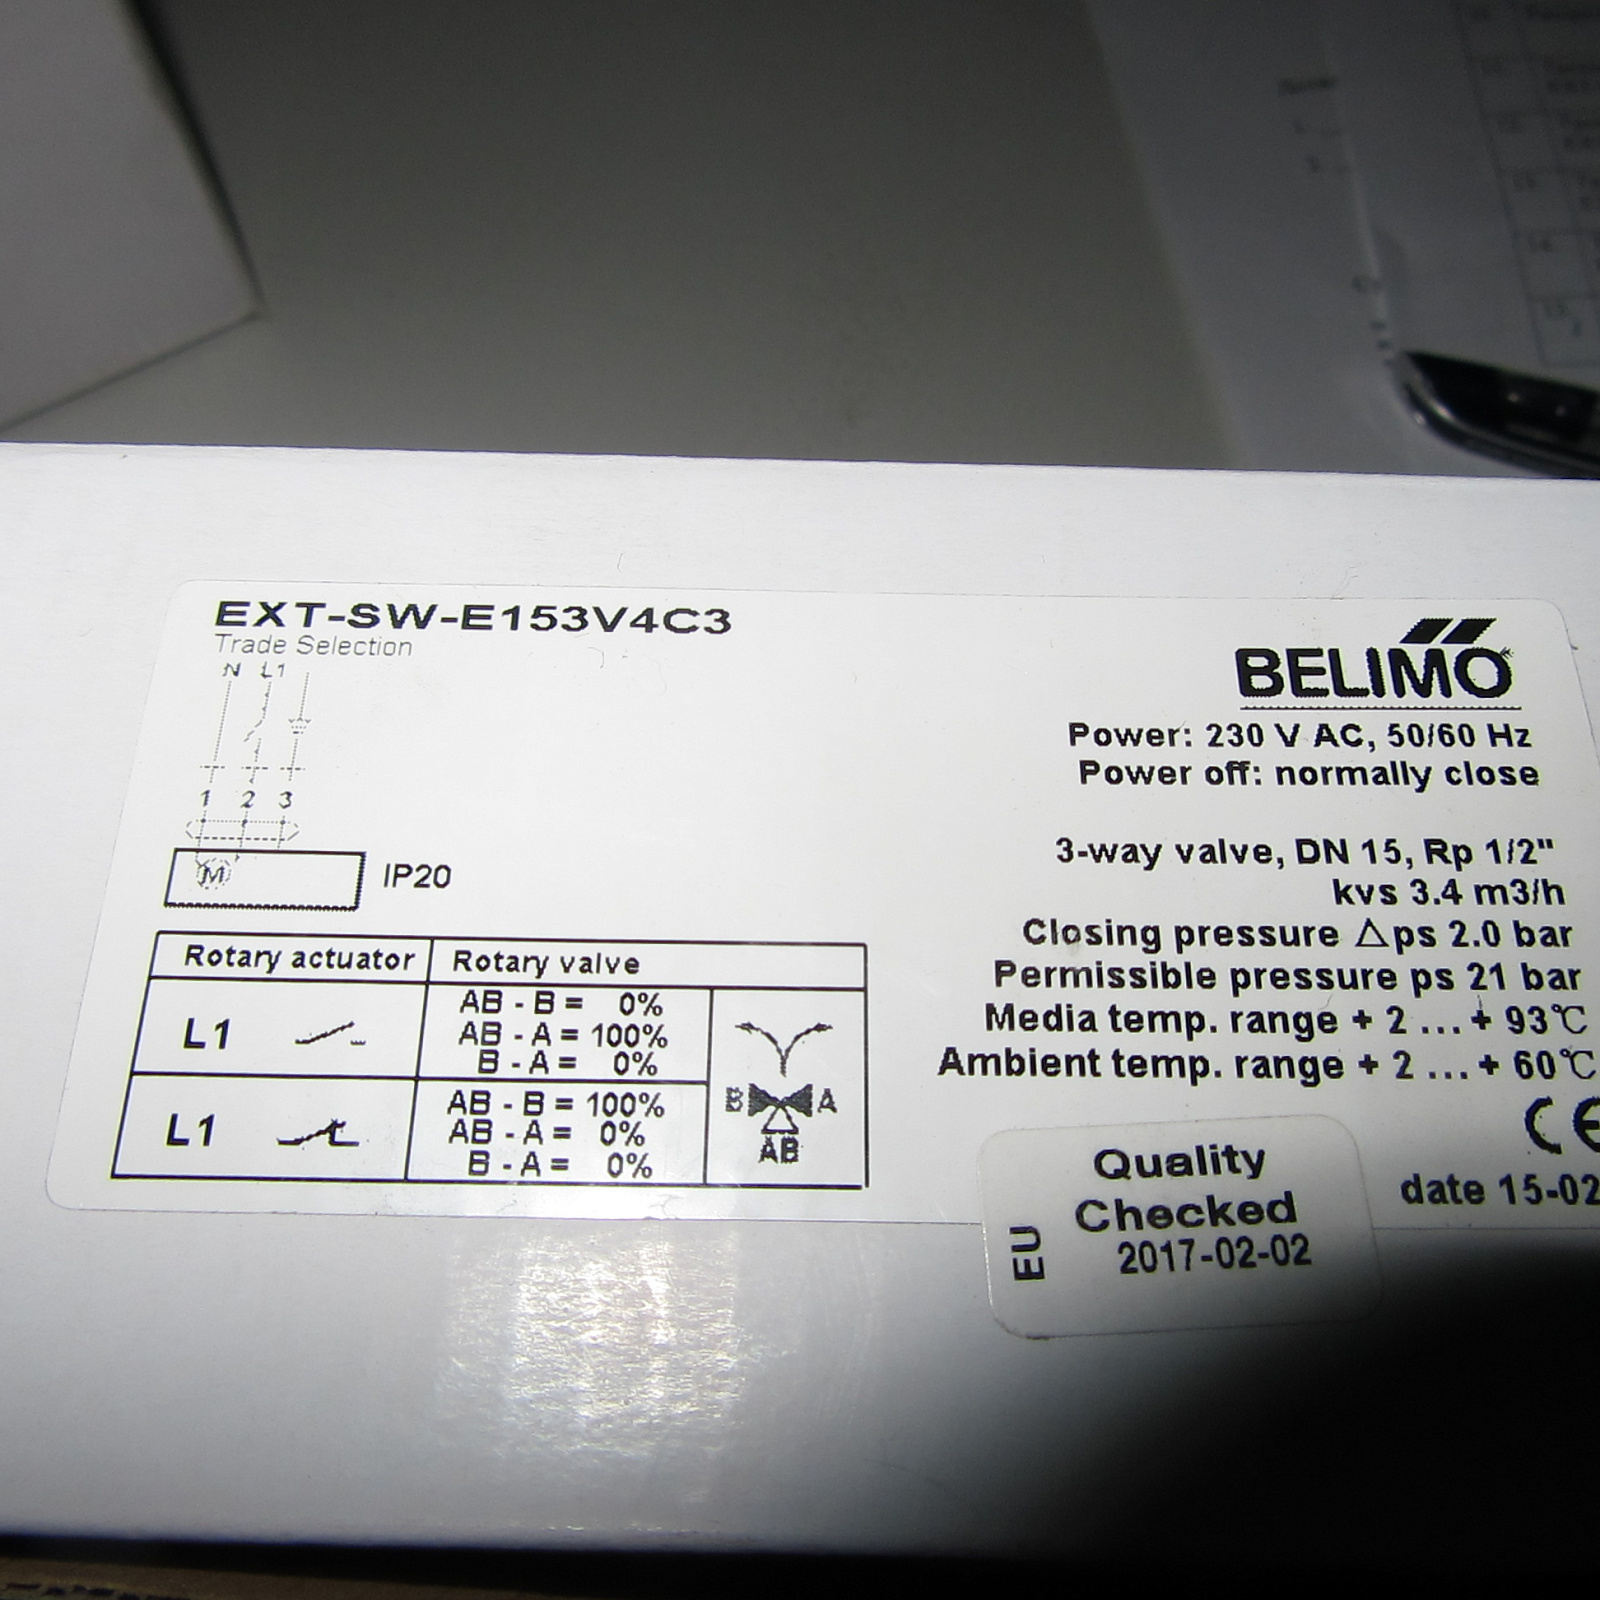 EXT-SW-E153V4C3
Trade Selection
N L1
1 2 3
M
IP20
Rotary actuator Rotary valve
L1
AB - B = 0%
AB - A = 100%
B - A = 0%
L1
AB - B = 100%
AB - A = 0%
B - A = 0%
B A
AB
BELIMO
Power: 230 V AC, 50/60 Hz
Power off: normally close
3-way valve, DN 15, Rp 1/2"
kvs 3.4 m3/h
Closing pressure △ps 2.0 bar
Permissible pressure ps 21 bar
Media temp. range + 2 ... + 93℃
Ambient temp. range + 2 ... + 60℃
CE
date 15-02
Quality
Checked
EU
2017-02-02